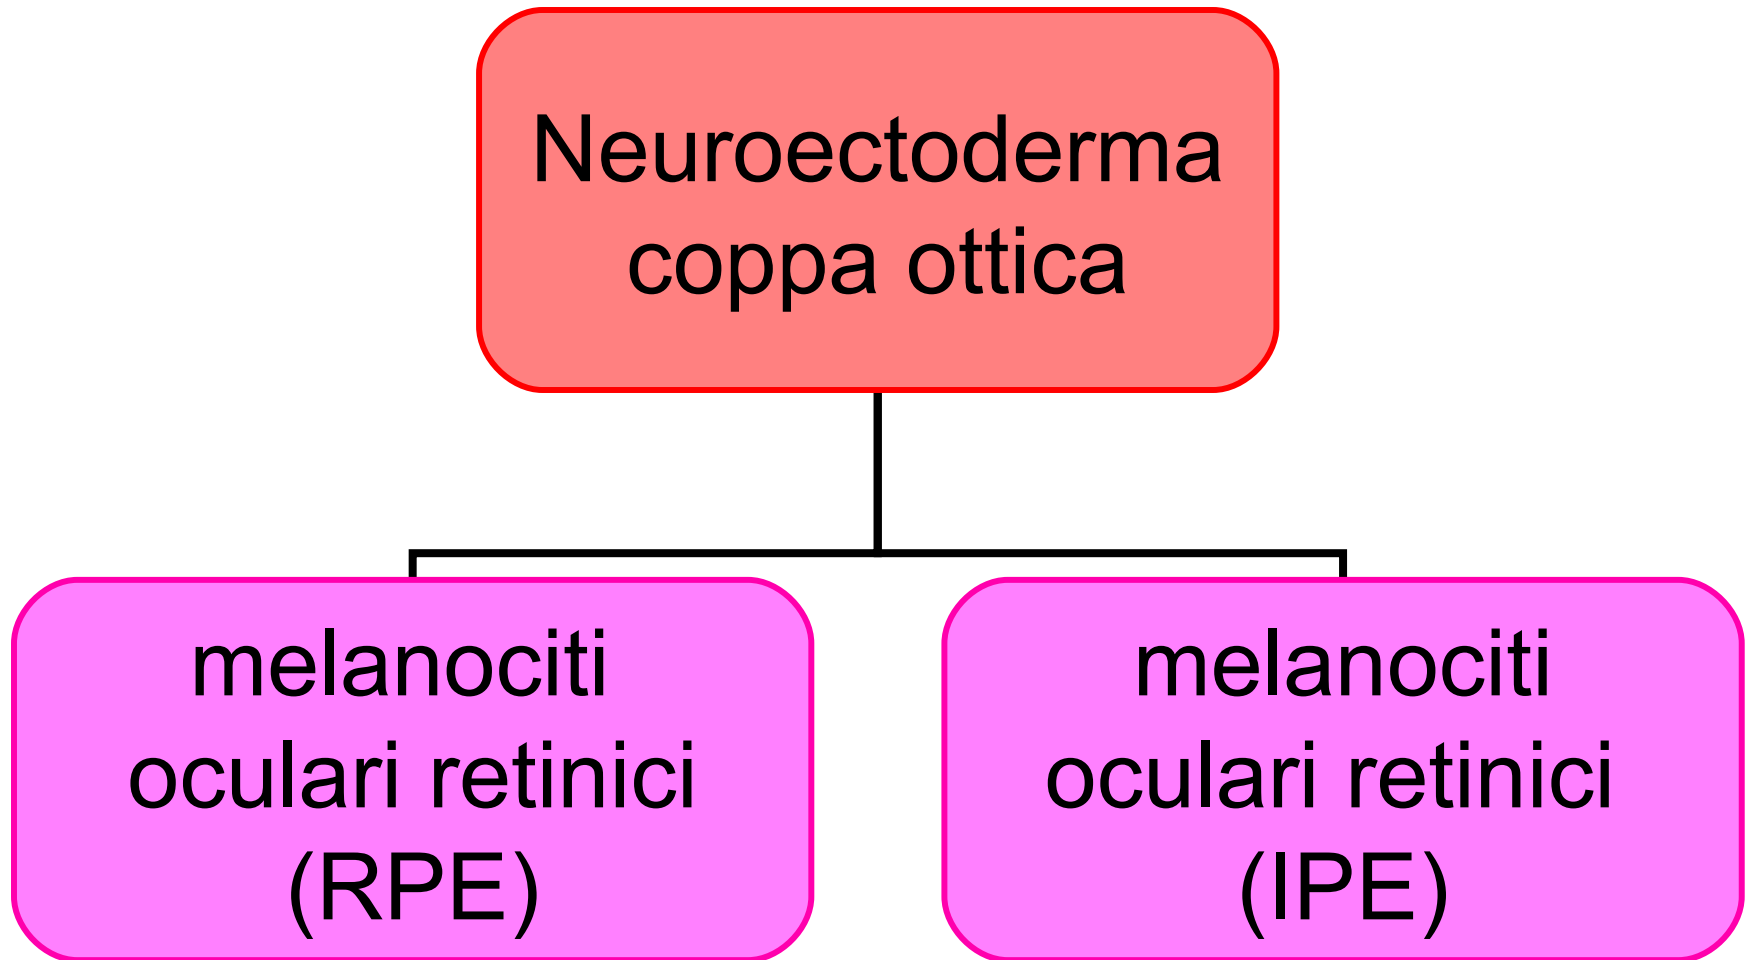 Neuroectoderma
coppa ottica
melanociti
oculari retinici
(RPE)
melanociti
oculari retinici
(IPE)